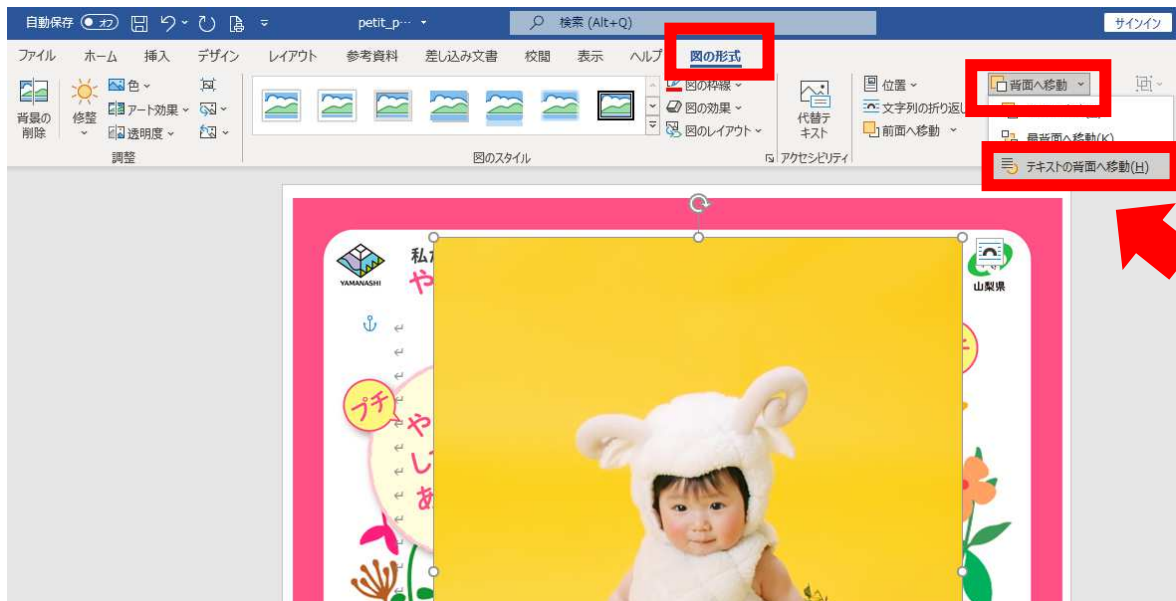 自動保存 オフ petit_p… 検索 (Alt+Q) サインイン
ファイル ホーム 挿入 デザイン レイアウト 参考資料 差し込み文書 校閲 表示 ヘルプ 図の形式
背景の
削除
修整
色
アート効果
透明度
調整
図のスタイル
図の枠線
図の効果
図のレイアウト
代替テ
キスト
アクセシビリティ
位置
文字列の折り返し
前面へ移動
背面へ移動
最背面へ移動(K)
テキストの背面へ移動(H)
YAMANASHI
私が
や
山梨県
プチ
や
し
あ
チ